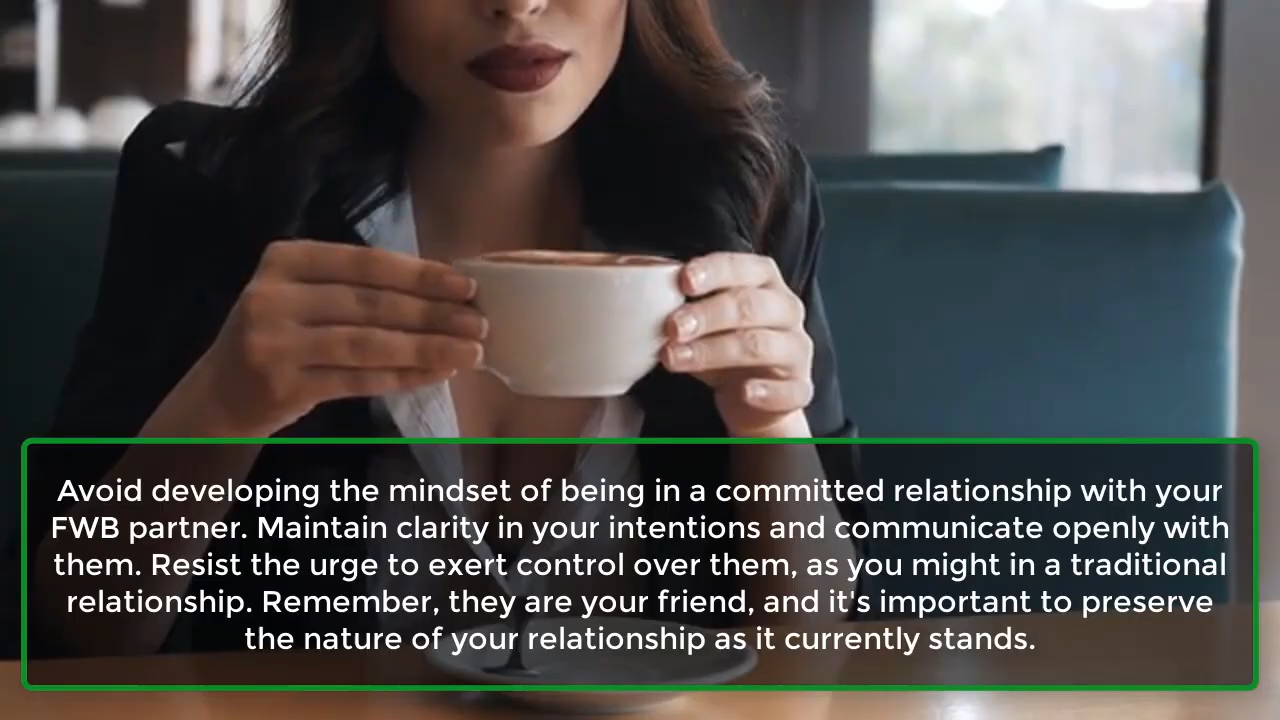 Avoid developing the mindset of being in a committed relationship with your
FWB partner. Maintain clarity in your intentions and communicate openly with
them. Resist the urge to exert control over them, as you might in a traditional
relationship. Remember, they are your friend, and it's important to preserve
the nature of your relationship as it currently stands.